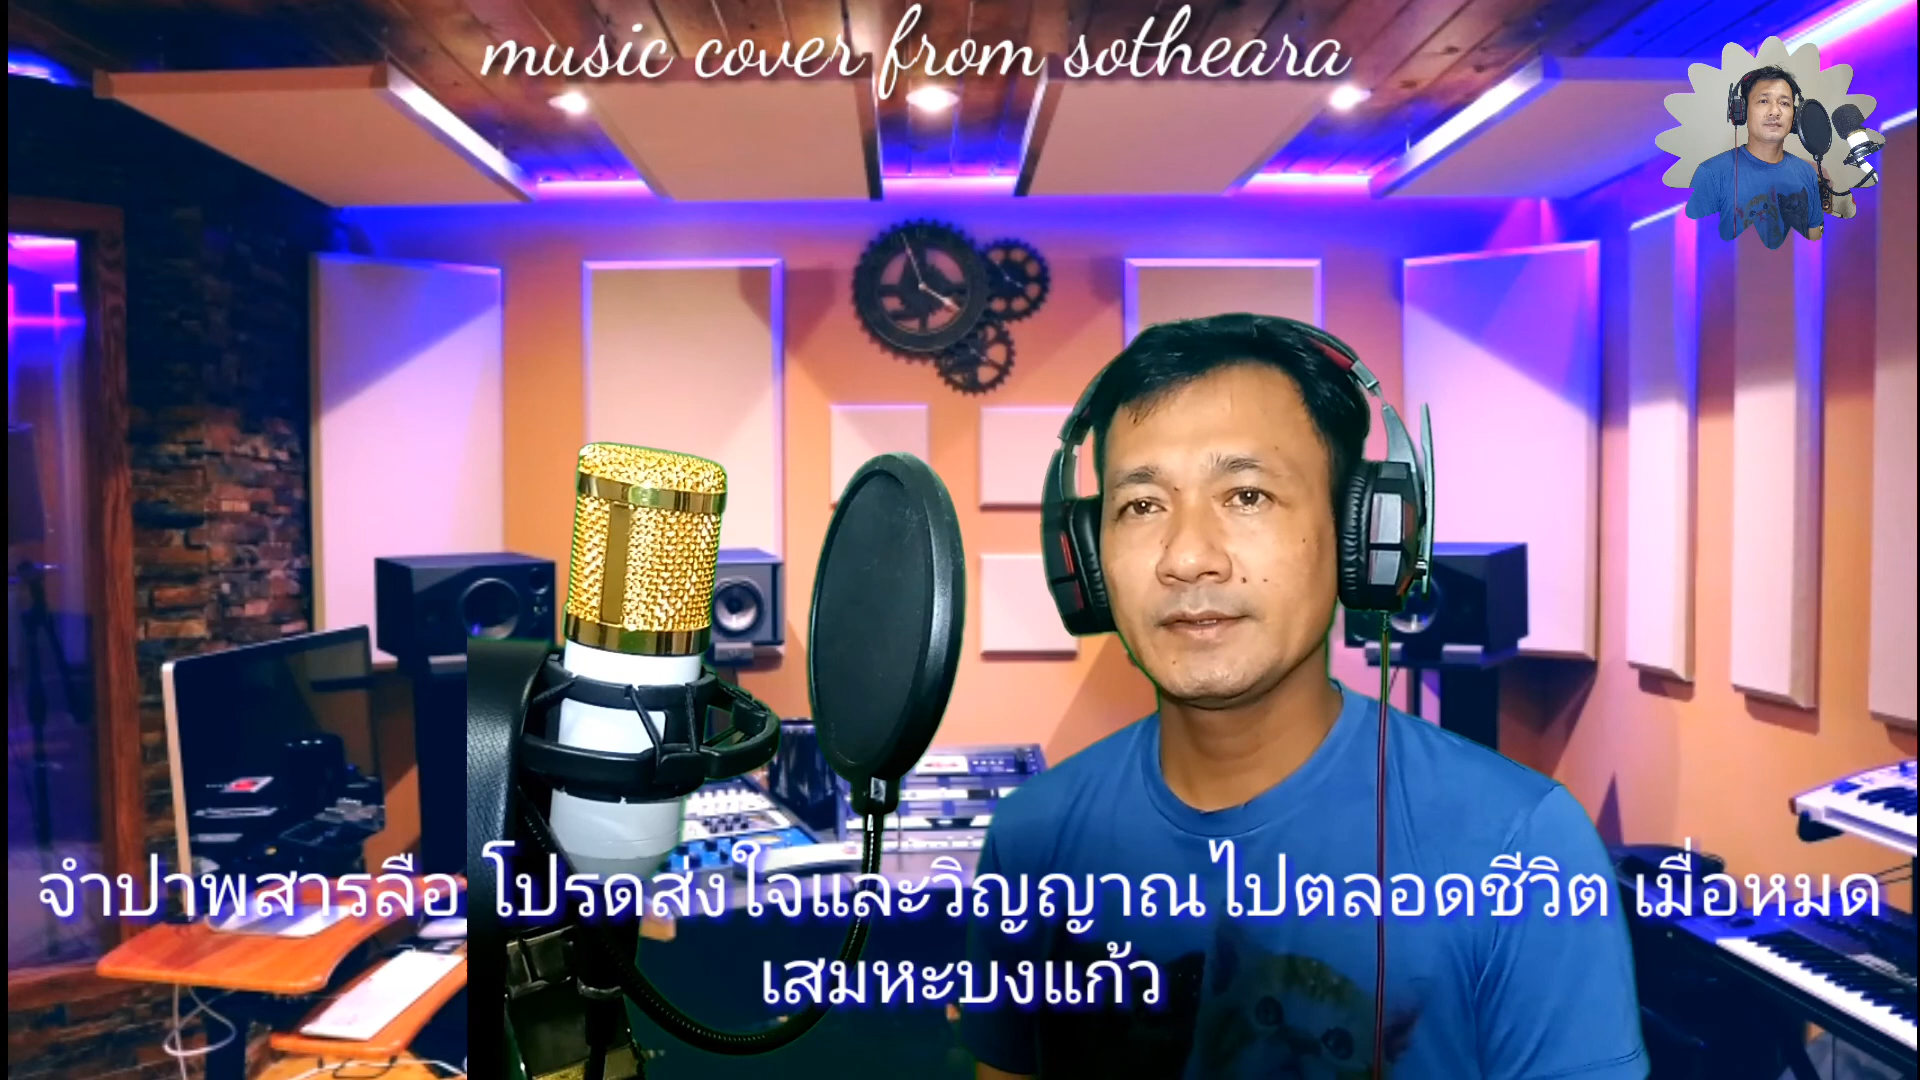 music cover from sotheara
จำปาพสารลือ โปรดส่งใจและวิญญาณไปตลอดชีวิต เมื่อหมด
เสมหะบงแก้ว